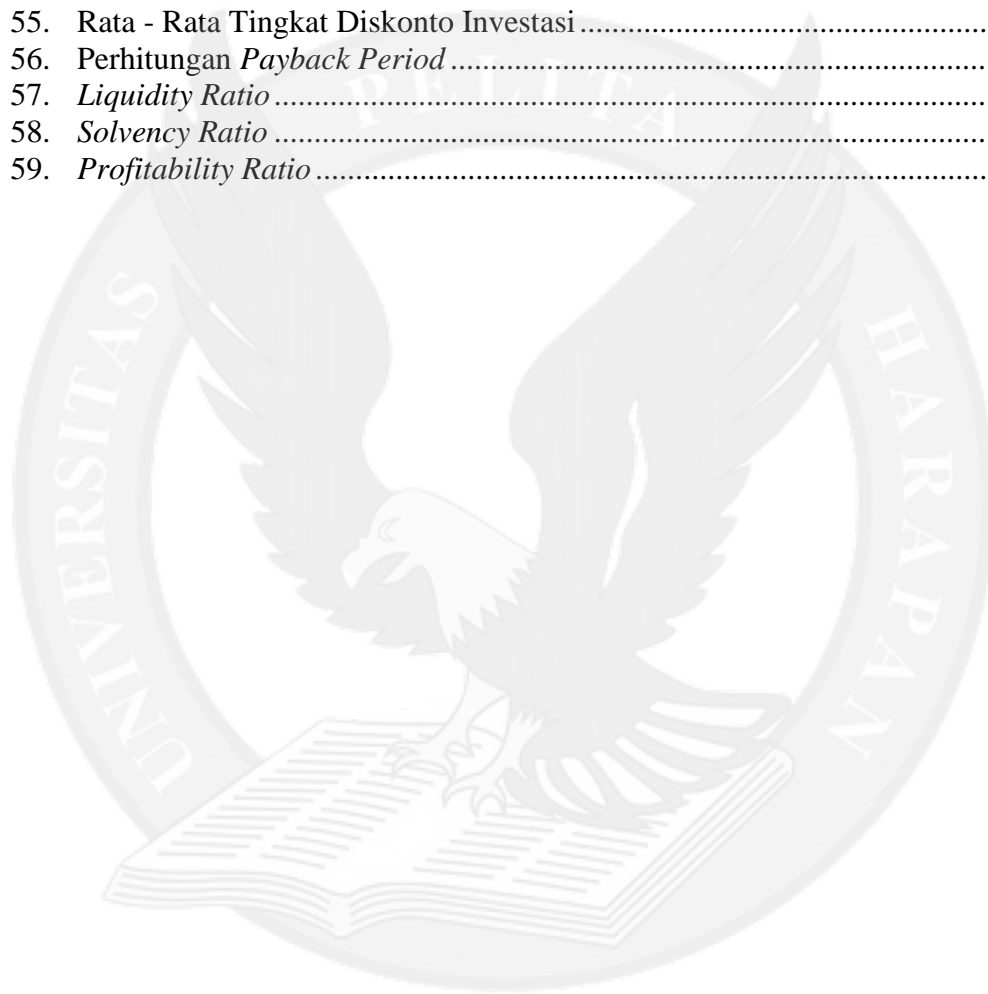 55. Rata - Rata Tingkat Diskonto Investasi....................................................
56. Perhitungan Payback Period....................................................................
57. Liquidity Ratio..........................................................................................
58. Solvency Ratio..........................................................................................
59. Profitability Ratio.....................................................................................
UNIVERSITAS PELITA HARAPAN